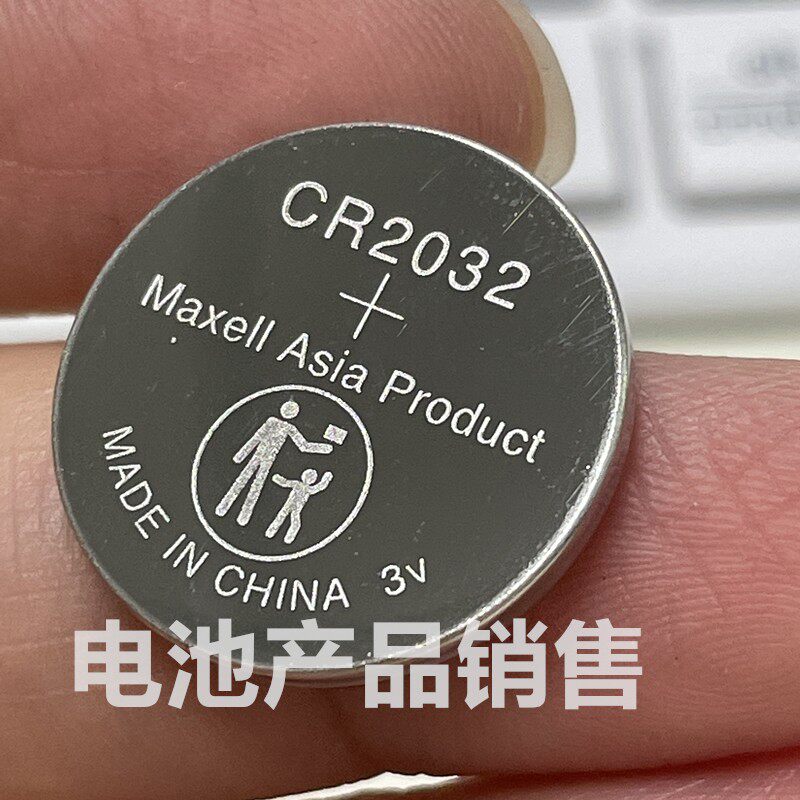 CR2032
+
Maxell Asia Product
MADE IN CHINA 3V
电池产品销售